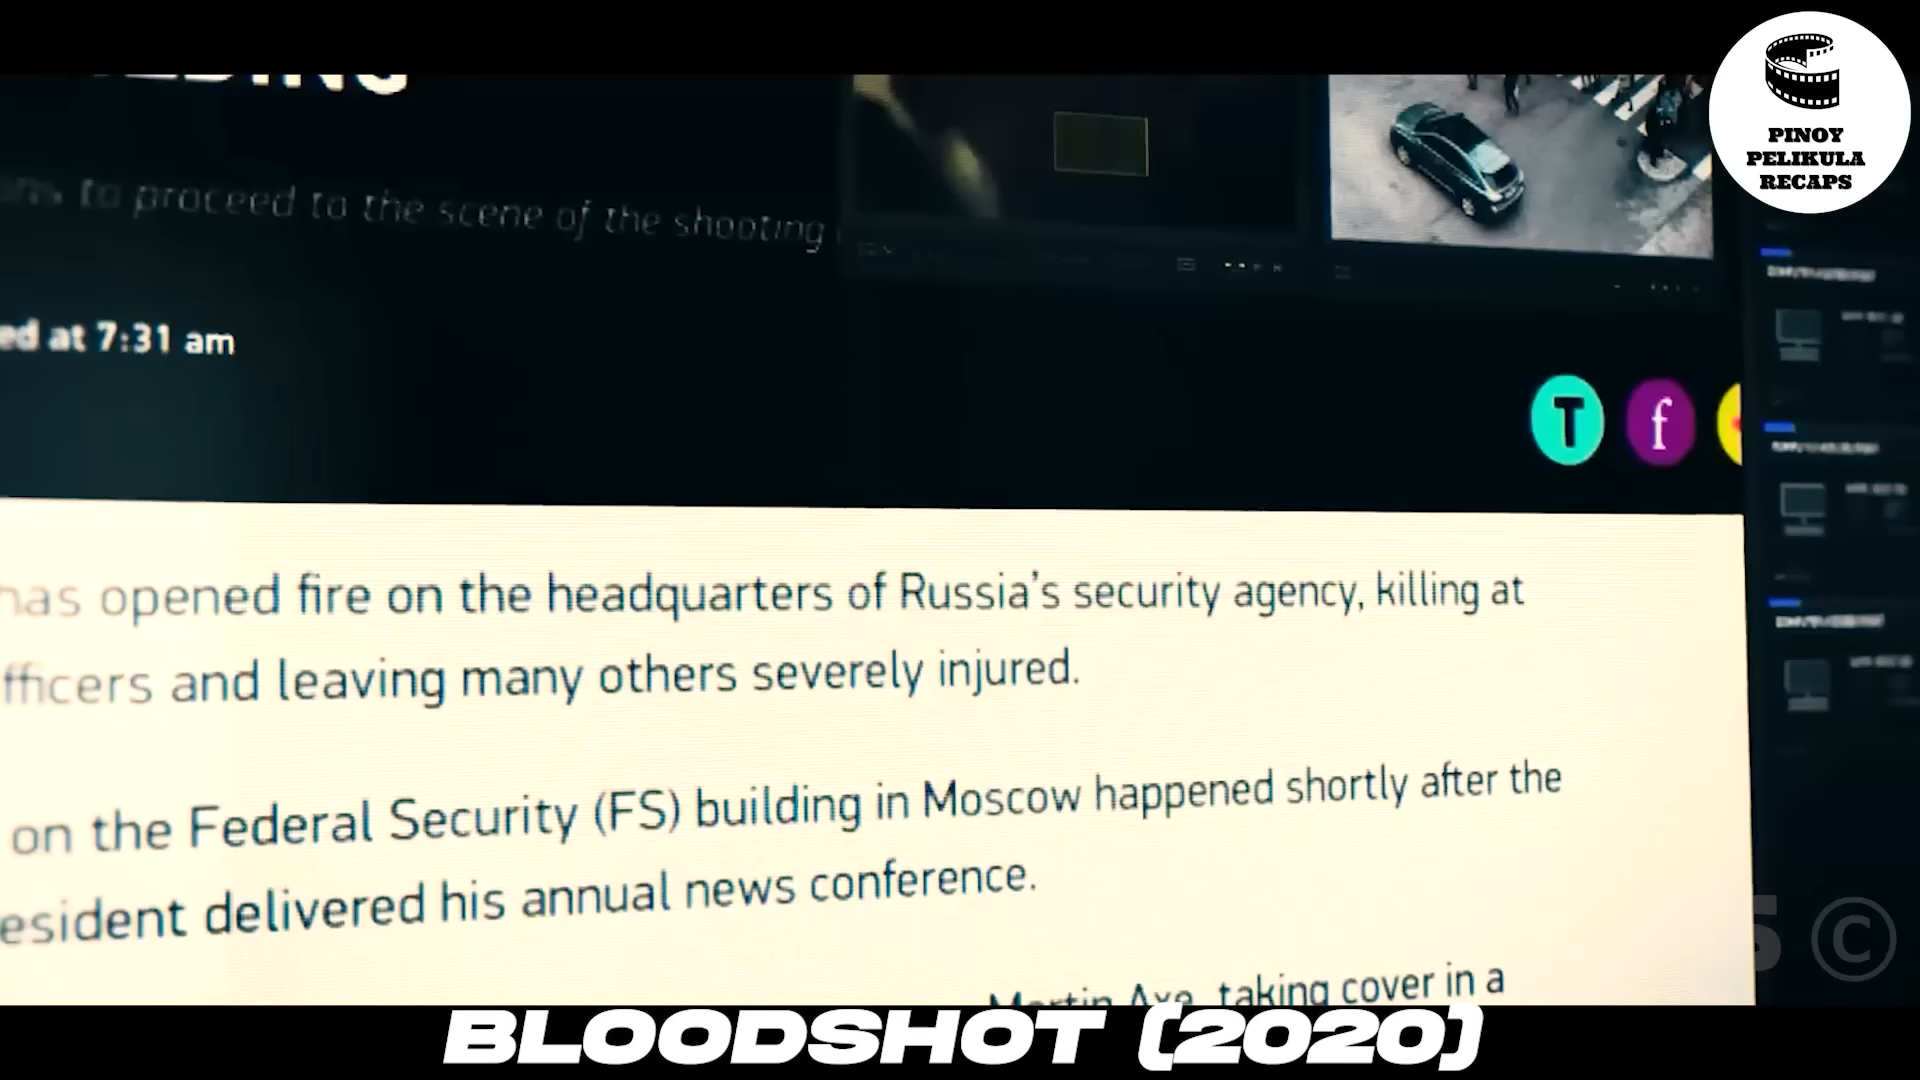 PINOY
PELIKULA
RECAPS
to proceed to the scene of the shooting
ed at 7:31 am
T f
has opened fire on the headquarters of Russia's security agency, killing at
fficers and leaving many others severely injured.
on the Federal Security (FS) building in Moscow happened shortly after the
esident delivered his annual news conference.
Martin Axe, taking cover in a
S ©
BLOODSHOT (2020)